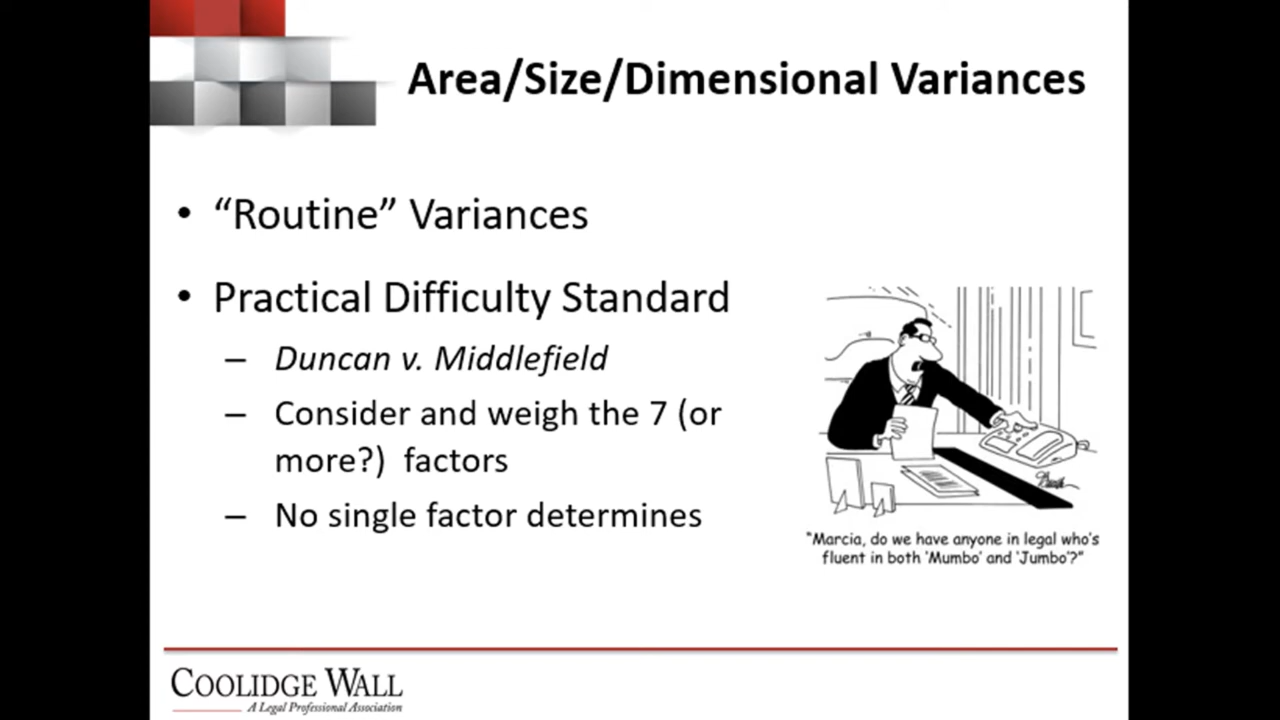 Area/Size/Dimensional Variances
• “Routine” Variances
• Practical Difficulty Standard
– Duncan v. Middlefield
– Consider and weigh the 7 (or
more?) factors
– No single factor determines
“Marcia, do we have anyone in legal who's
fluent in both ‘Mumbo’ and ‘Jumbo’?”
COOLIDGE WALL
A Legal Professional Association